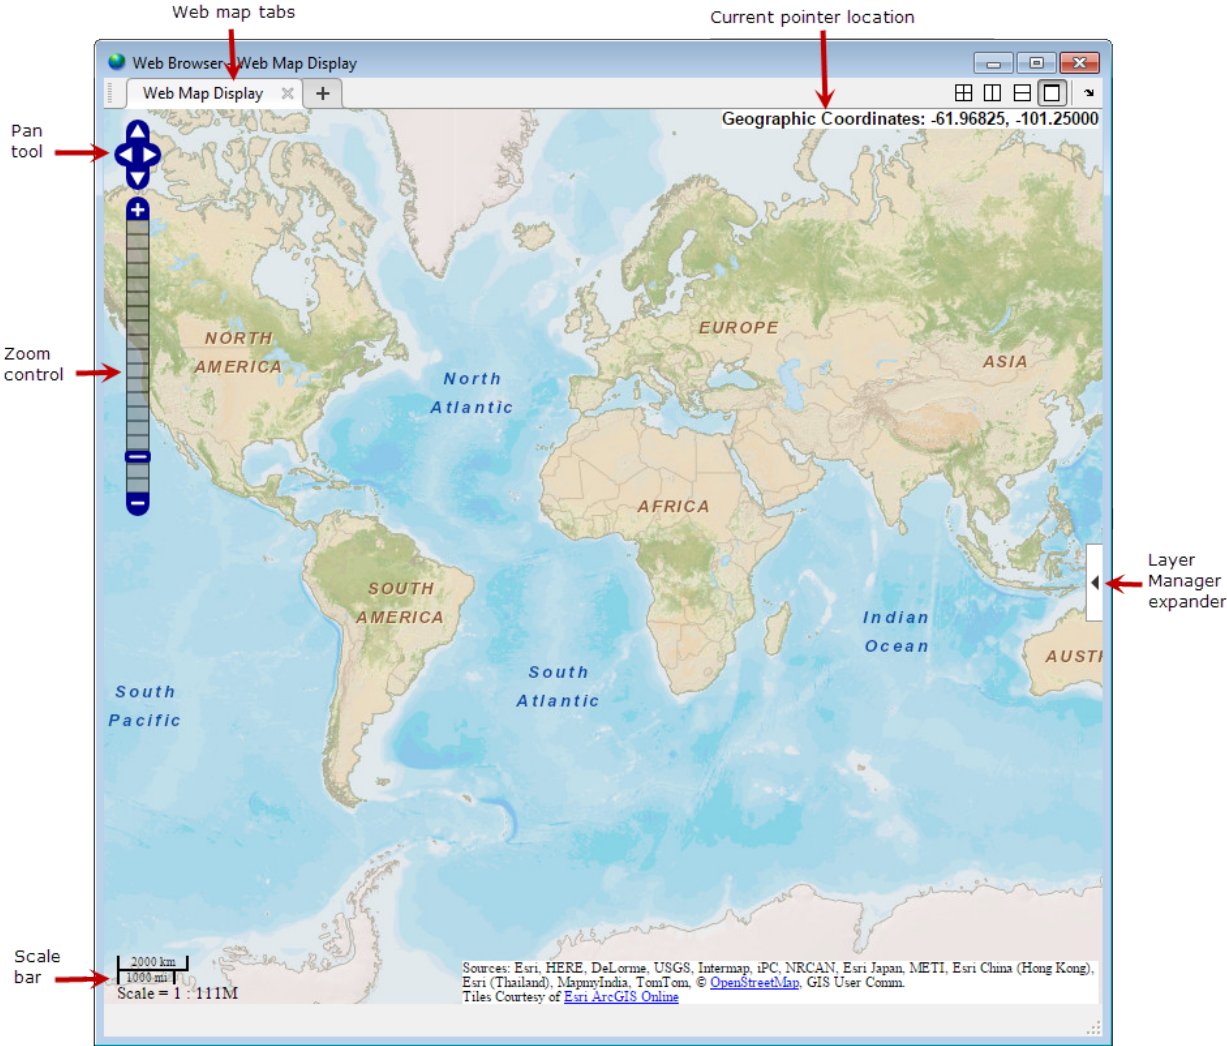 Web map tabs
Current pointer location
Web Browser - Web Map Display
Web Map Display
Geographic Coordinates: -61.96825, -101.25000
Pan
tool
Zoom
control
NORTH
AMERICA
EUROPE
ASIA
North
Atlantic
AFRICA
SOUTH
AMERICA
Layer
Manager
expander
Indian
Ocean
AUST
South
Atlantic
South
Pacific
Scale
bar
2000 km
1000 mi
Scale = 1 : 111M
Sources: Esri, HERE, DeLorme, USGS, Intermap, iPC, NRCAN, Esri Japan, METI, Esri China (Hong Kong),
Esri (Thailand), MapmyIndia, TomTom, © OpenStreetMap, GIS User Comm.
Tiles Courtesy of Esri ArcGIS Online